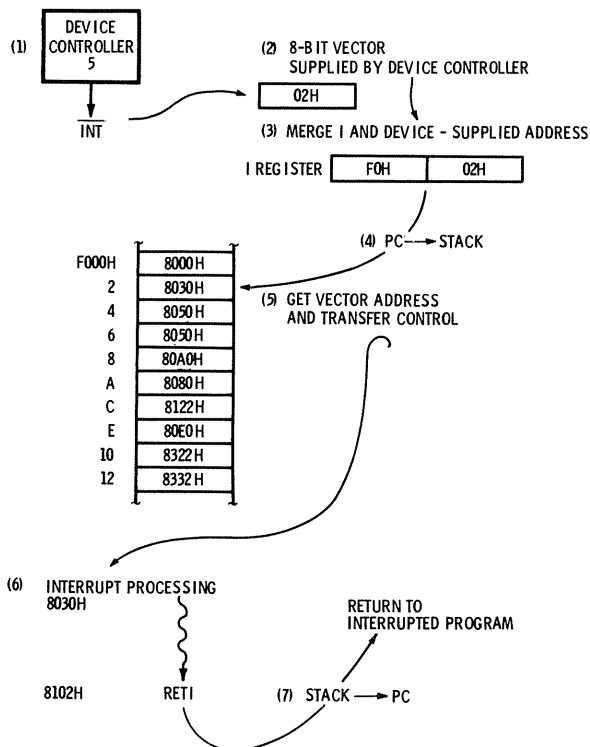 (1)
DEVICE
CONTROLLER
5
INT
(2) 8-BIT VECTOR
SUPPLIED BY DEVICE CONTROLLER
02H
(3) MERGE I AND DEVICE - SUPPLIED ADDRESS
I REGISTER F0H 02H
(4) PC → STACK
F000H 8000H
2 8030H
4 8050H
6 8050H
8 80A0H
A 8080H
C 8122H
E 80E0H
10 8322H
12 8332H
(5) GET VECTOR ADDRESS
AND TRANSFER CONTROL
(6) INTERRUPT PROCESSING
8030H
RETURN TO
INTERRUPTED PROGRAM
8102H RETI (7) STACK → PC